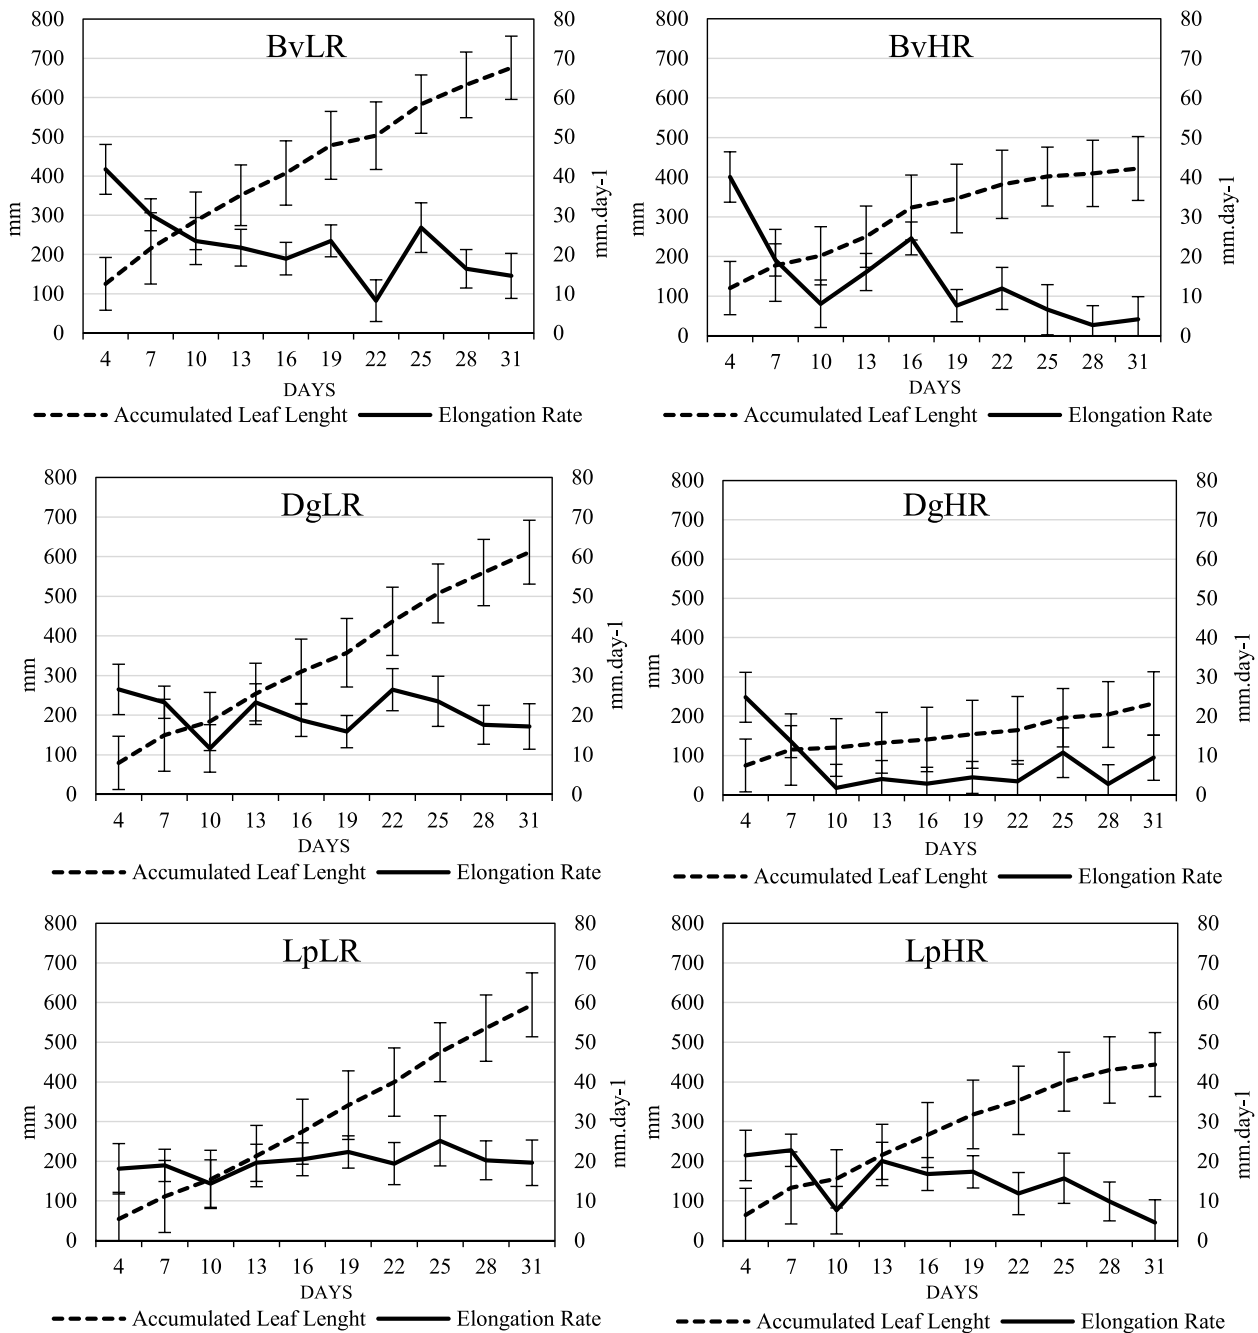 BvLR
800 700 600 500 400 300 200 100 0
mm
80 70 60 50 40 30 20 10 0
mm.day-1
4 7 10 13 16 19 22 25 28 31
DAYS
Accumulated Leaf Lenght Elongation Rate
BvHR
800 700 600 500 400 300 200 100 0
mm
80 70 60 50 40 30 20 10 0
mm.day-1
4 7 10 13 16 19 22 25 28 31
DAYS
Accumulated Leaf Lenght Elongation Rate
DgLR
800 700 600 500 400 300 200 100 0
mm
80 70 60 50 40 30 20 10 0
mm.day-1
4 7 10 13 16 19 22 25 28 31
DAYS
Accumulated Leaf Lenght Elongation Rate
DgHR
800 700 600 500 400 300 200 100 0
mm
80 70 60 50 40 30 20 10 0
mm.day-1
4 7 10 13 16 19 22 25 28 31
DAYS
Accumulated Leaf Lenght Elongation Rate
LpLR
800 700 600 500 400 300 200 100 0
mm
80 70 60 50 40 30 20 10 0
mm.day-1
4 7 10 13 16 19 22 25 28 31
DAYS
Accumulated Leaf Lenght Elongation Rate
LpHR
800 700 600 500 400 300 200 100 0
mm
80 70 60 50 40 30 20 10 0
mm.day-1
4 7 10 13 16 19 22 25 28 31
DAYS
Accumulated Leaf Lenght Elongation Rate